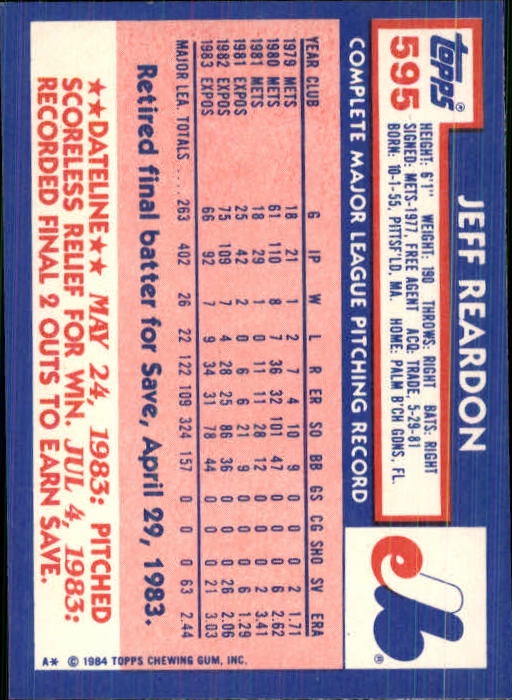 topps®
595
JEFF REARDON
HEIGHT: 6'1" WEIGHT: 190 THROWS: RIGHT BATS: RIGHT
SIGNED: METS-1977, FREE AGENT ACQ: TRADE, 5-29-81
BORN: 10-1-55, PITTSF'LD, MA. HOME: PALM B'CH GDNS, FL.
COMPLETE MAJOR LEAGUE PITCHING RECORD
YEAR CLUB G IP W L R ER SO BB GS CG SHO SV ERA
1979 METS 18 21 1 2 7 4 10 9 0 0 0 2 1.71
1980 METS 61 110 8 7 36 32 101 47 0 0 0 6 2.62
1981 METS 18 29 1 0 11 11 28 12 0 0 0 2 3.41
1981 EXPOS 25 42 2 0 6 6 21 9 0 0 0 6 1.29
1982 EXPOS 75 109 7 4 28 25 86 36 0 0 0 26 2.06
1983 EXPOS 66 92 7 9 34 31 78 44 0 0 0 21 3.03
MAJOR LEA. TOTALS .... 263 402 26 22 122 109 324 157 0 0 0 63 2.44
Retired final batter for Save, April 29, 1983.
★★DATELINE★★ MAY 24, 1983: PITCHED
SCORELESS RELIEF FOR WIN. JUL 4, 1983:
RECORDED FINAL 2 OUTS TO EARN SAVE.
A* © 1984 TOPPS CHEWING GUM, INC.